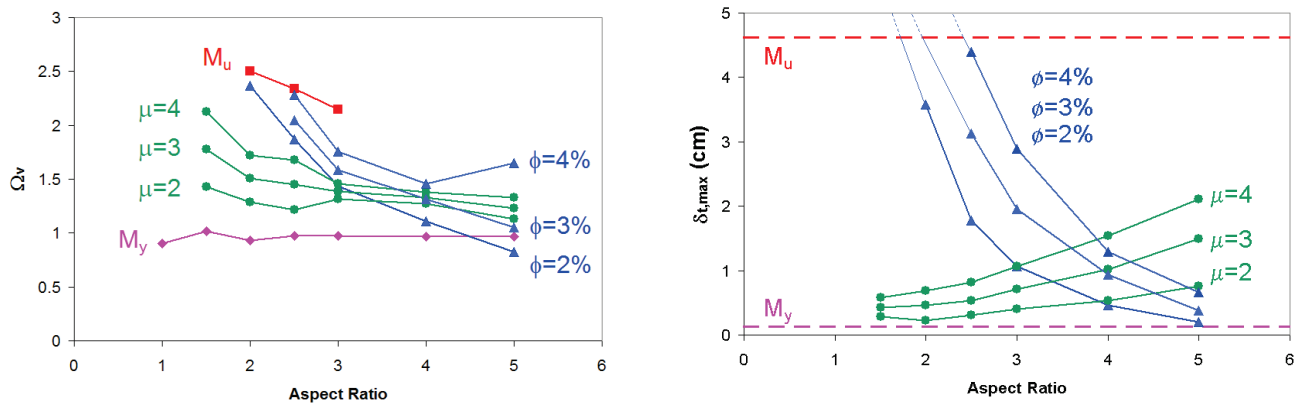 3
2.5
2
1.5
1
0.5
0
0 1 2 3 4 5 6
Ωv
Aspect Ratio
Mu
μ=4
μ=3
μ=2
My
ϕ=4%
ϕ=3%
ϕ=2%
5
4
3
2
1
0
0 1 2 3 4 5 6
δt,max (cm)
Aspect Ratio
Mu
ϕ=4%
ϕ=3%
ϕ=2%
μ=4
μ=3
μ=2
My